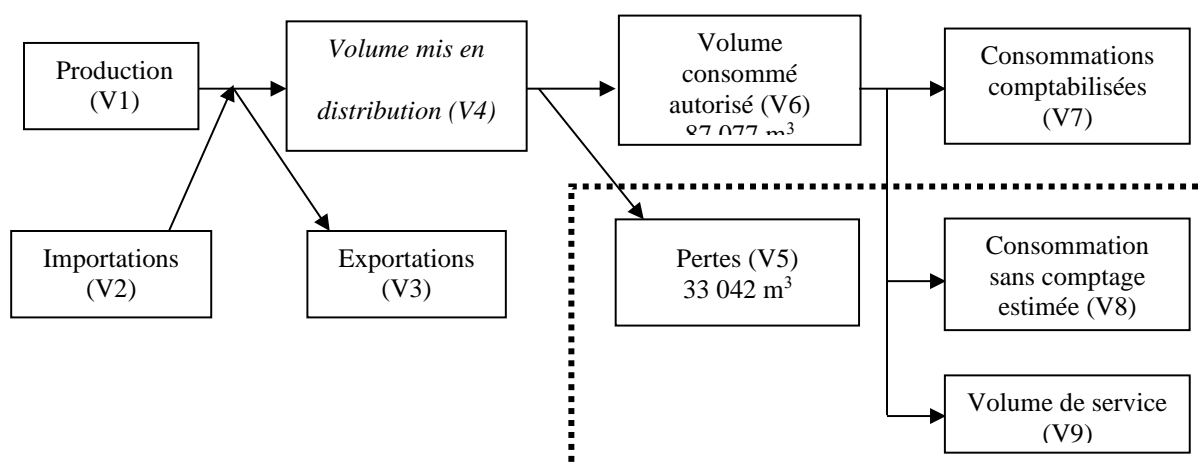 Production
(V1)
Volume mis en
distribution (V4)
Volume
consommé
autorisé (V6)
87 077 m³
Consommations
comptabilisées
(V7)
Importations
(V2)
Exportations
(V3)
Pertes (V5)
33 042 m³
Consommation
sans comptage
estimée (V8)
Volume de service
(V9)